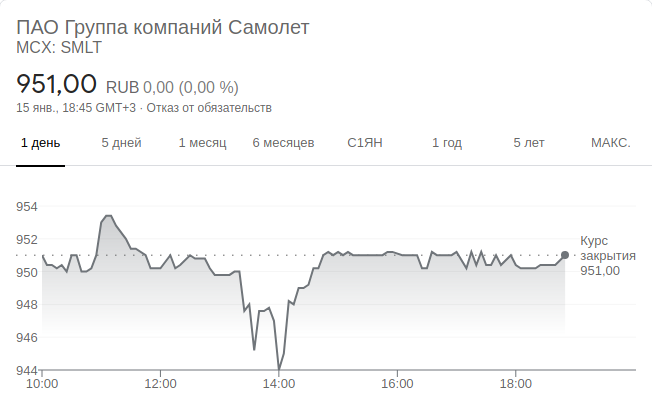 ПАО Группа компаний Самолет
MCX: SMLT
951,00 RUB 0,00 (0,00 %)
15 янв., 18:45 GMT+3 · Отказ от обязательств
1 день 5 дней 1 месяц 6 месяцев С1ЯН 1 год 5 лет МАКС.
954
952
950
948
946
944
Курс
закрытия
951,00
10:00 12:00 14:00 16:00 18:00